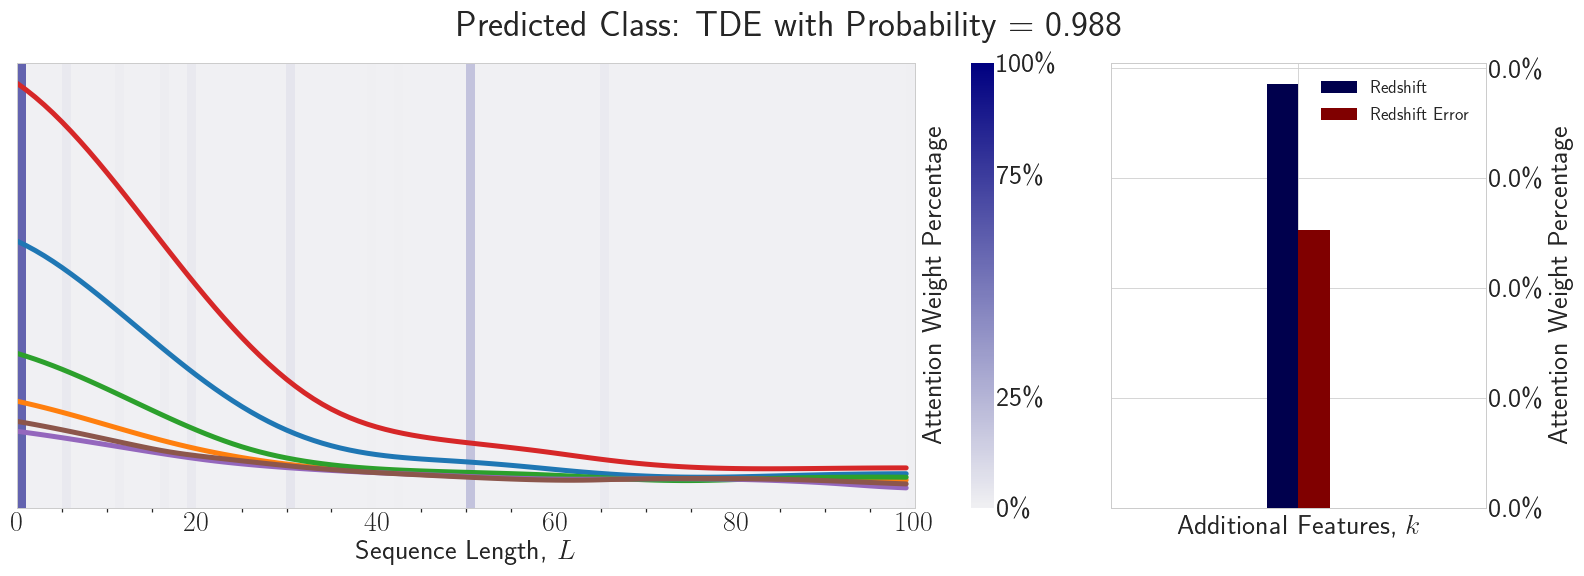 Predicted Class: TDE with Probability = 0.988
0
20
40
60
80
100
Sequence Length, L
100%
75%
25%
0%
Attention Weight Percentage
Redshift
Redshift Error
0.0%
0.0%
0.0%
0.0%
0.0%
Attention Weight Percentage
Additional Features, k